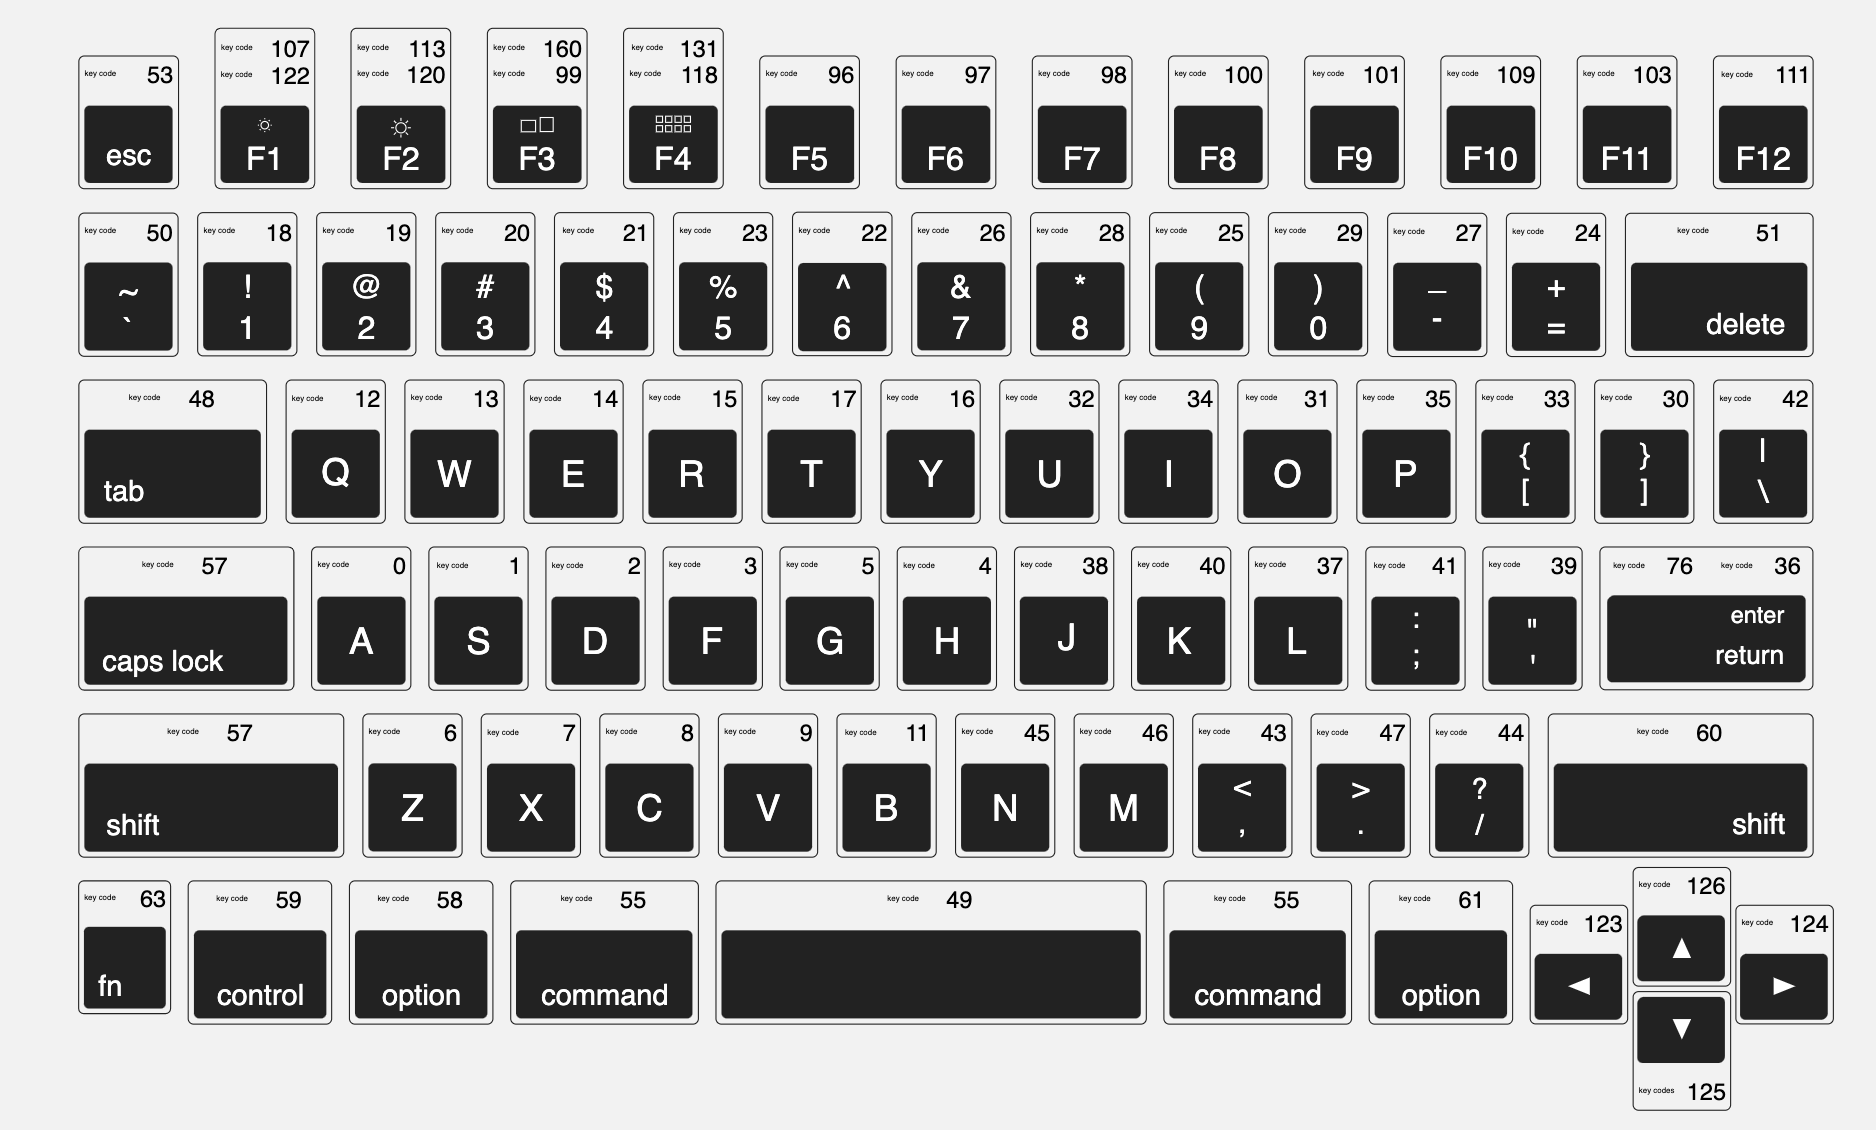 key code 107 key code 113 key code 160 key code 131
key code 53 key code 122 key code 120 key code 99 key code 118 key code 96 key code 97 key code 98 key code 100 key code 101 key code 109 key code 103 key code 111
esc F1 F2 F3 F4 F5 F6 F7 F8 F9 F10 F11 F12
key code 50 key code 18 key code 19 key code 20 key code 21 key code 23 key code 22 key code 26 key code 28 key code 25 key code 29 key code 27 key code 24 key code 51
~ ! @ # $ % ^ & * ( ) _ +
` 1 2 3 4 5 6 7 8 9 0 - = delete
key code 48 key code 12 key code 13 key code 14 key code 15 key code 17 key code 16 key code 32 key code 34 key code 31 key code 35 key code 33 key code 30 key code 42
{ } |
tab Q W E R T Y U I O P [ ] \
key code 57 key code 0 key code 1 key code 2 key code 3 key code 5 key code 4 key code 38 key code 40 key code 37 key code 41 key code 39 key code 76 key code 36
: " enter
caps lock A S D F G H J K L ; ' return
key code 57 key code 6 key code 7 key code 8 key code 9 key code 11 key code 45 key code 46 key code 43 key code 47 key code 44 key code 60
< > ?
shift Z X C V B N M , . / shift
key code 63 key code 59 key code 58 key code 55 key code 49 key code 55 key code 61 key code 123 key code 126 key code 124
fn control option command command option ◀ ▲ ▶
▼
key codes 125